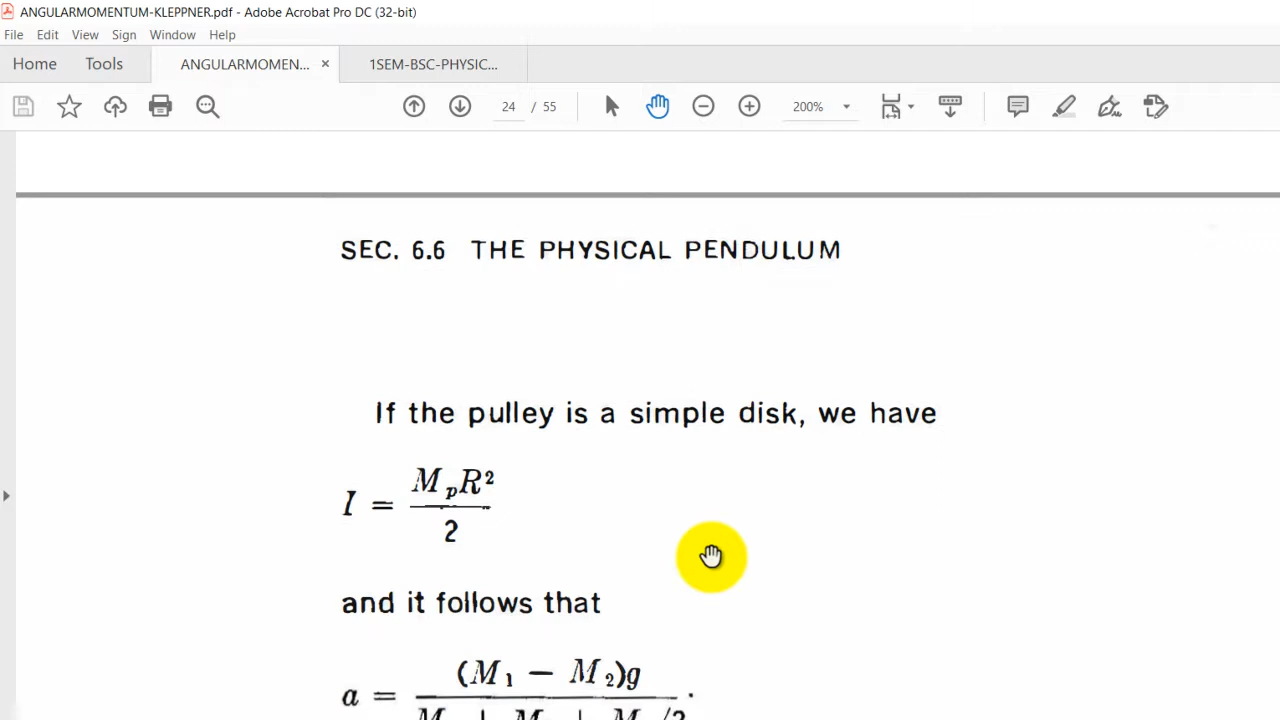 ANGULARMOMENTUM-KLEPPNER.pdf - Adobe Acrobat Pro DC (32-bit)
File Edit View Sign Window Help
Home Tools ANGULARMOMEN... × 1SEM-BSC-PHYSIC...
24 / 55 200%
SEC. 6.6 THE PHYSICAL PENDULUM
If the pulley is a simple disk, we have
I = M_pR²
2
and it follows that
a = (M₁ − M₂)g .